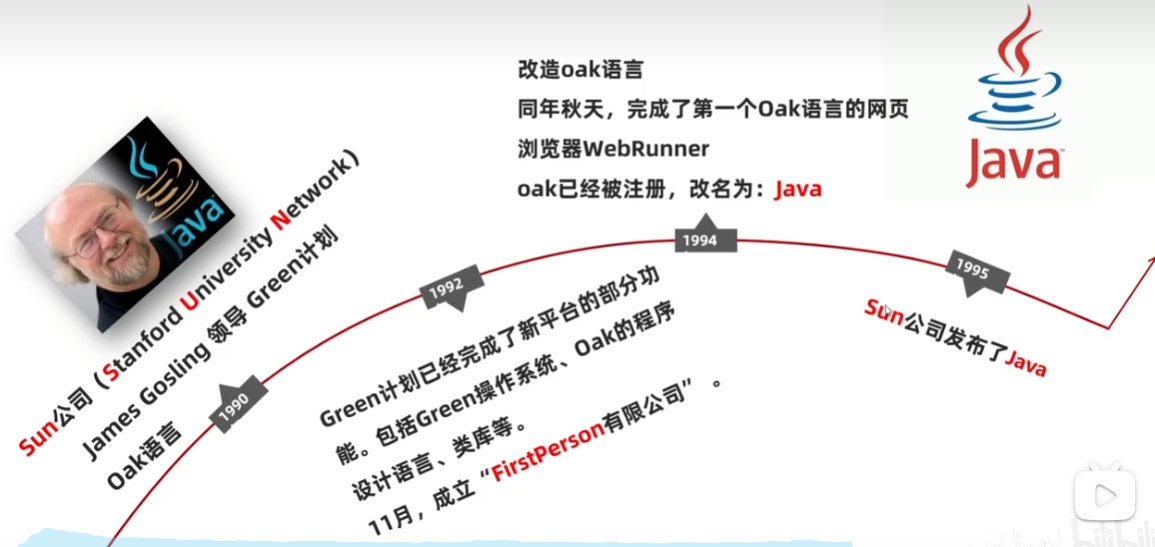 改造oak语言
同年秋天，完成了第一个Oak语言的网页
浏览器WebRunner
oak已经被注册，改名为：Java
Java
Java
Sun公司（Stanford University Network）
James Gosling 领导 Green计划
Oak语言
1990
1992
Green计划已经完成了新平台的部分功
能。包括Green操作系统、Oak的程序
设计语言、类库等。
11月，成立“FirstPerson有限公司” 。
1994
1995
Sun公司发布了Java
bilibili